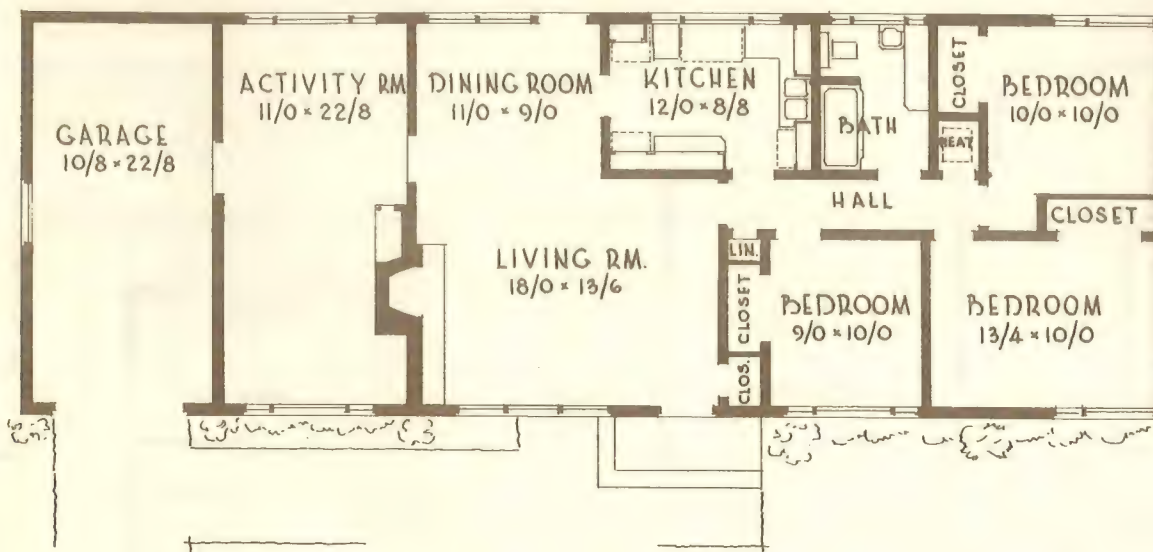 GARAGE
10/8 × 22/8
ACTIVITY RM
11/0 × 22/8
DINING ROOM
11/0 × 9/0
KITCHEN
12/0 × 8/8
BATH
CLOSET
HEAT
BEDROOM
10/0 × 10/0
HALL
CLOSET
LIVING RM.
18/0 × 13/6
LIN.
CLOSET
CLOS.
BEDROOM
9/0 × 10/0
BEDROOM
13/4 × 10/0